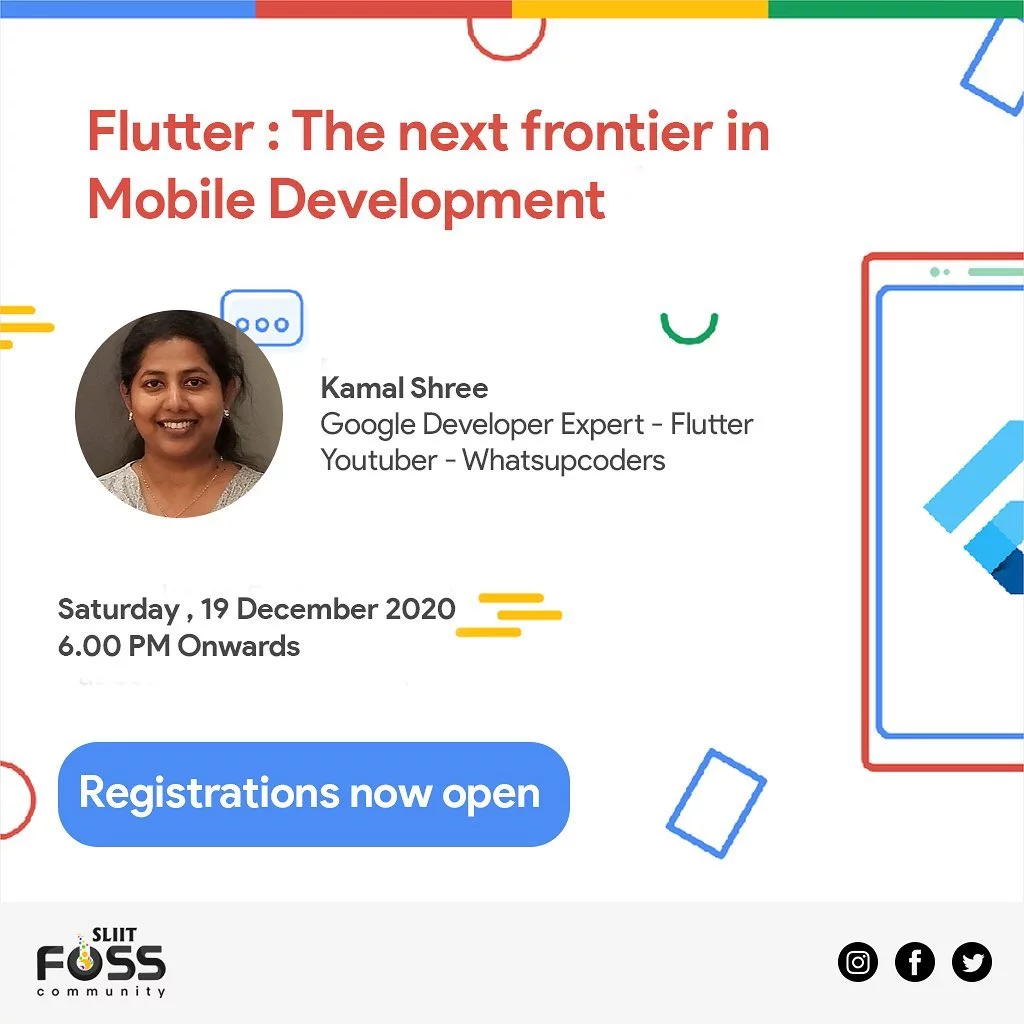 Flutter : The next frontier in
Mobile Development
Kamal Shree
Google Developer Expert - Flutter
Youtuber - Whatsupcoders
Saturday , 19 December 2020
6.00 PM Onwards
Registrations now open
SLIIT
FOSS
community